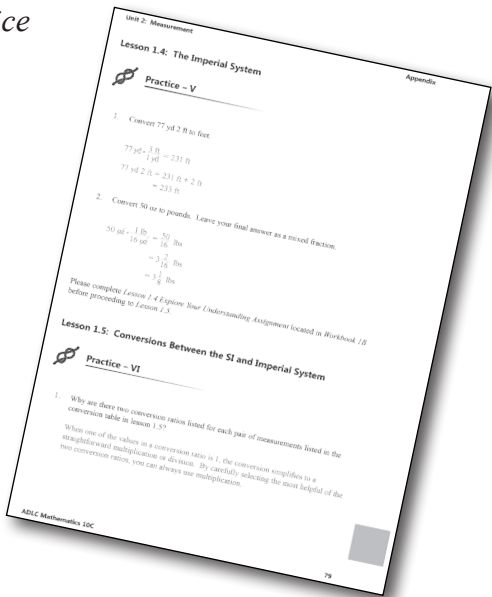 ice
Unit 2: Measurement
Appendix
Lesson 1.4: The Imperial System
Practice – V
1. Convert 77 yd 2 ft to feet
77 yd • 3 ft / 1 yd = 231 ft
77 yd 2 ft = 231 ft + 2 ft
= 233 ft
2. Convert 50 oz to pounds. Leave your final answer as a mixed fraction.
50 oz • 1 lb / 16 oz = 50/16 lbs
= 3 2/16 lbs
= 3 1/8 lbs
Please complete Lesson 1.4 Explore Your Understanding Assignment located in Workbook 1B
before proceeding to Lesson 1.5.
Lesson 1.5: Conversions Between the SI and Imperial System
Practice – VI
1. Why are there two conversion ratios listed for each pair of measurements listed in the
conversion table in lesson 1.5?
When one of the values in a conversion ratio is 1, the conversion simplifies to a
straightforward multiplication or division. By carefully selecting the most helpful of the
two conversion ratios, you can always use multiplication.
ADLC Mathematics 10C
79